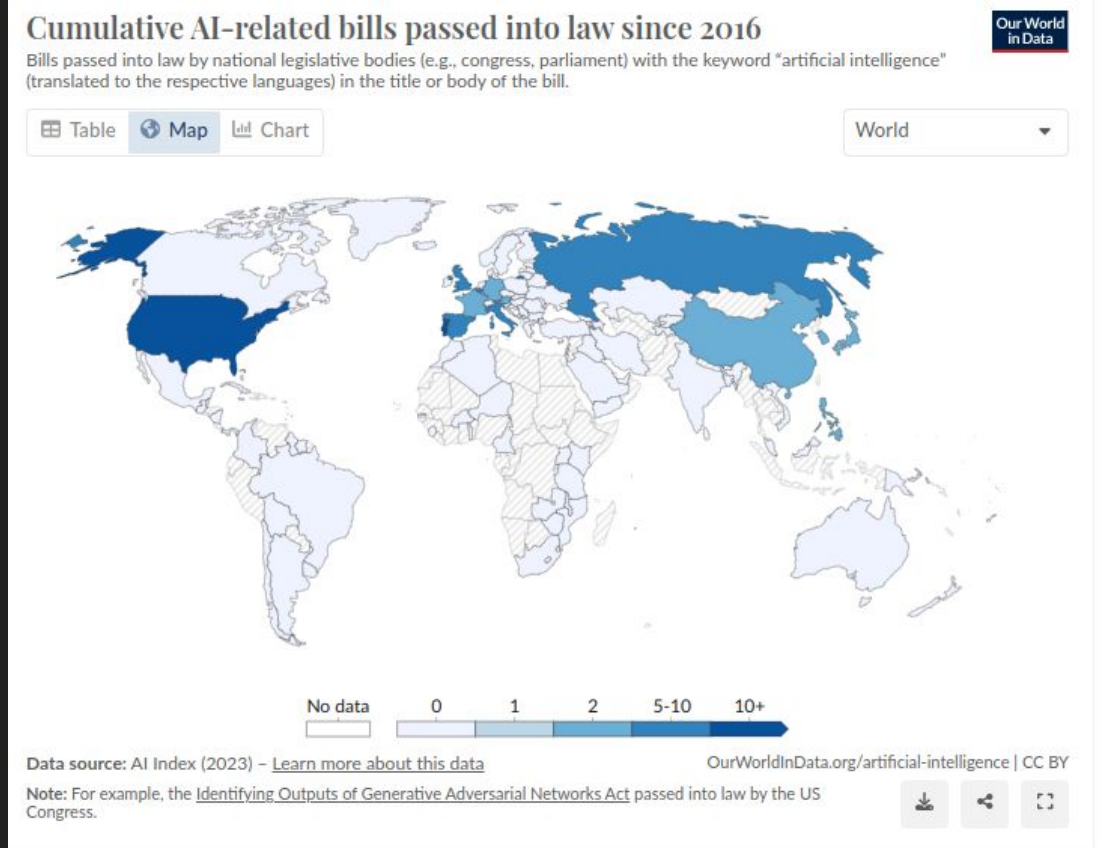 Cumulative AI-related bills passed into law since 2016
Our World
in Data
Bills passed into law by national legislative bodies (e.g., congress, parliament) with the keyword “artificial intelligence”
(translated to the respective languages) in the title or body of the bill.
Table
Map
Chart
World
No data
0
1
2
5-10
10+
Data source: AI Index (2023) – Learn more about this data
OurWorldInData.org/artificial-intelligence | CC BY
Note: For example, the Identifying Outputs of Generative Adversarial Networks Act passed into law by the US
Congress.